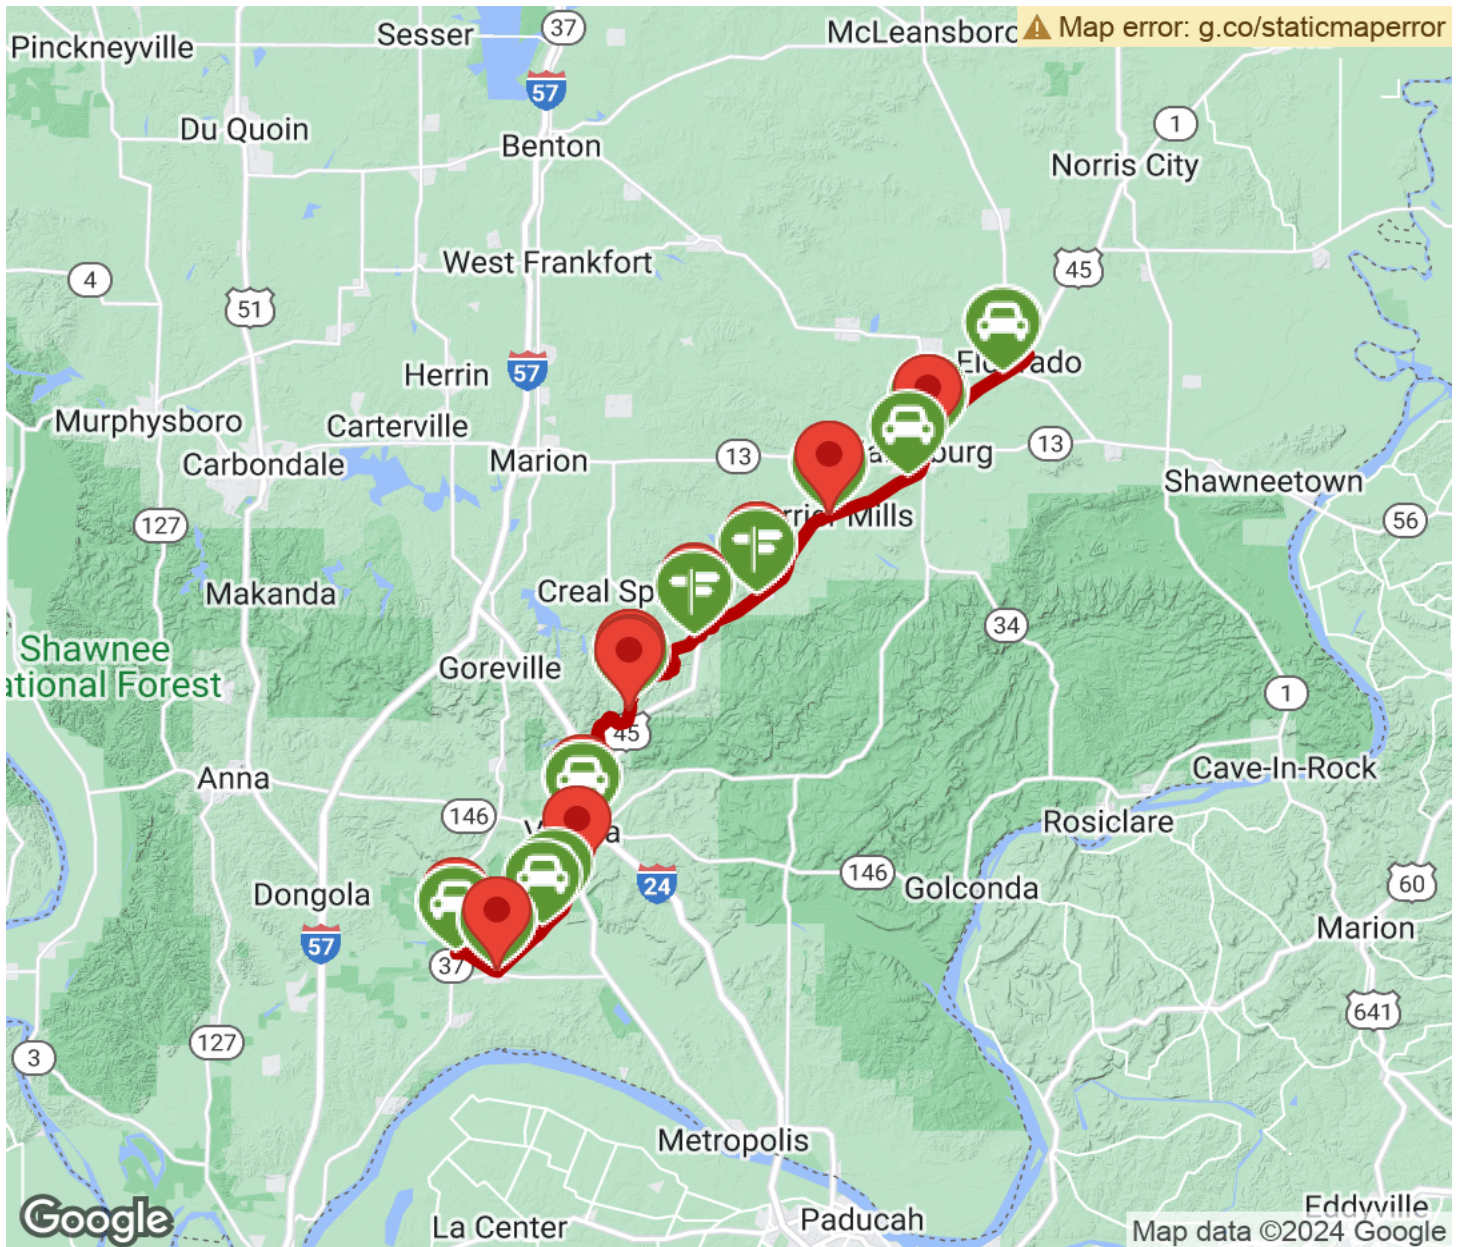 Map error: g.co/staticmaperror
Pinckneyville
Sesser
37
McLeansboro
57
Du Quoin
Benton
1
Norris City
West Frankfort
4
51
45
Herrin
57
Murphysboro
Carterville
Carbondale
Marion
13
13
Shawneetown
127
56
Makanda
Creal Sp
34
Shawnee
ational Forest
Goreville
1
45
Anna
Cave-In-Rock
146
Rosiclare
Dongola
24
146
Golconda
60
57
37
Marion
127
641
3
Metropolis
La Center
Paducah
Eddyville
Google
Map data ©2024 Google